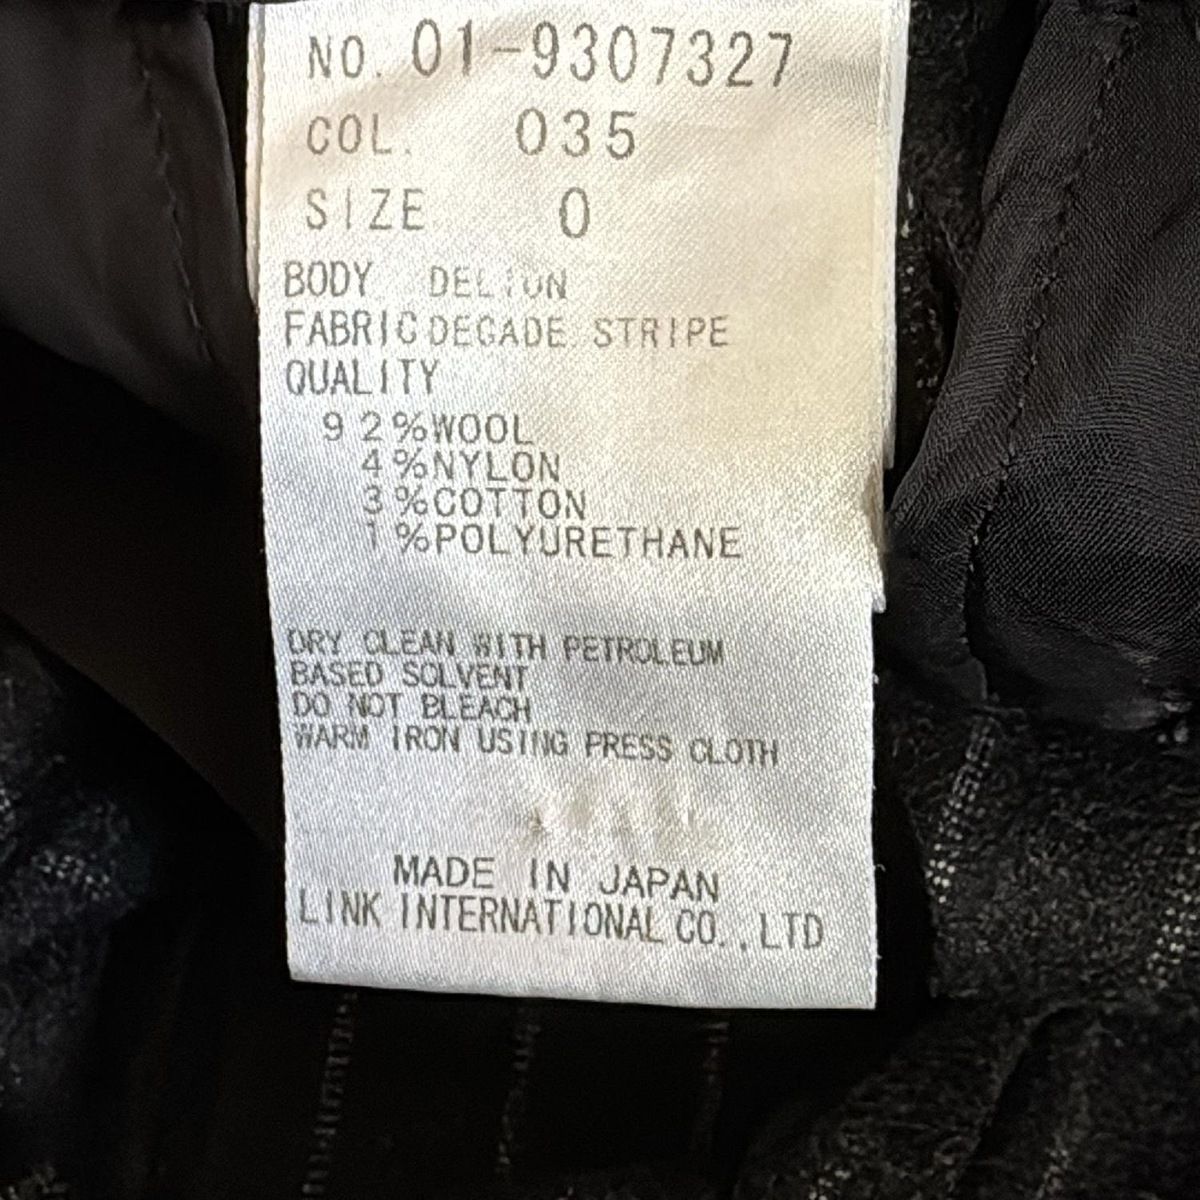 NO. 01-9307327
COL. 035
SIZE 0
BODY DELION
FABRIC DECADE STRIPE
QUALITY
92%WOOL
4%NYLON
3%COTTON
1%POLYURETHANE
DRY CLEAN WITH PETROLEUM
BASED SOLVENT
DO NOT BLEACH
WARM IRON USING PRESS CLOTH
MADE IN JAPAN
LINK INTERNATIONAL CO.,LTD